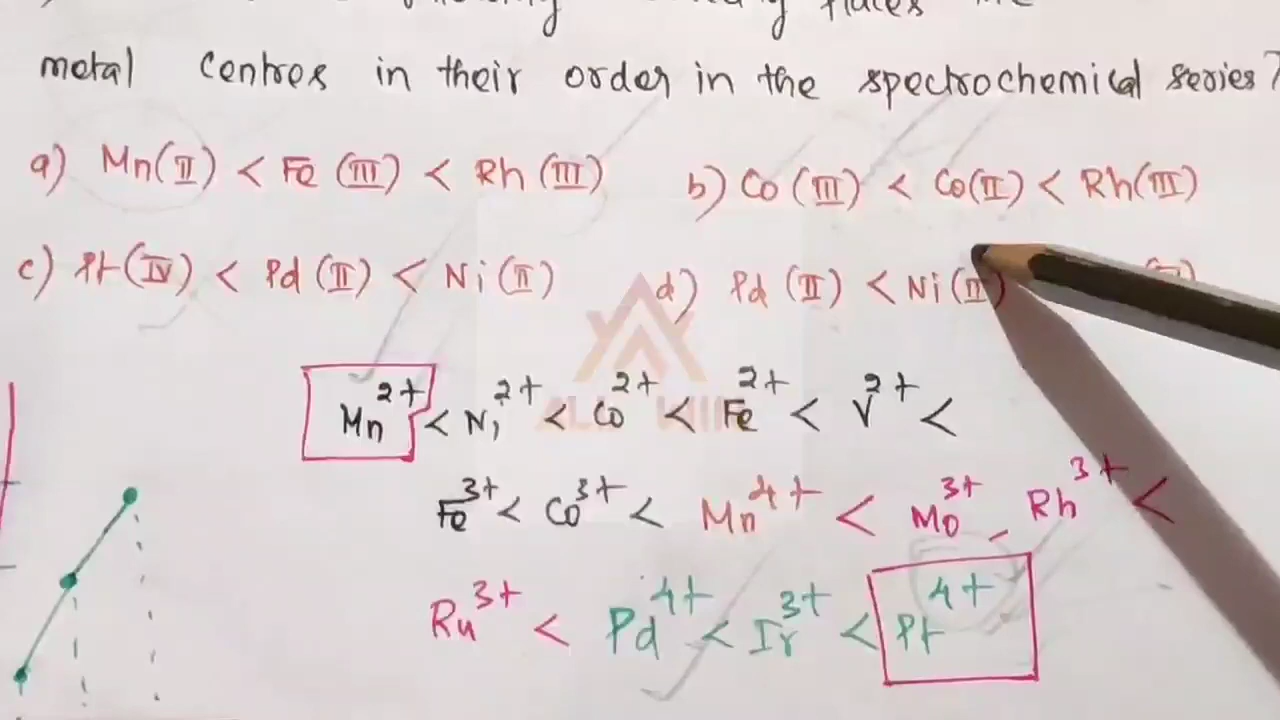 places
metal Centres in their order in the spectrochemical series?
a) Mn(II) < Fe (III) < Rh (III) b) Co (III) < Co(II) < Rh(III)
c) Pt(IV) < Pd (II) < Ni (II) d) Pd (II) < Ni (II)
Mn2+ < Ni2+ < Co2+ < Fe2+ < V2+ <
Fe3+ < Co3+ < Mn4+ < Mo3+ < Rh3+ <
Ru3+ < Pd4+ < Ir3+ < Pt4+